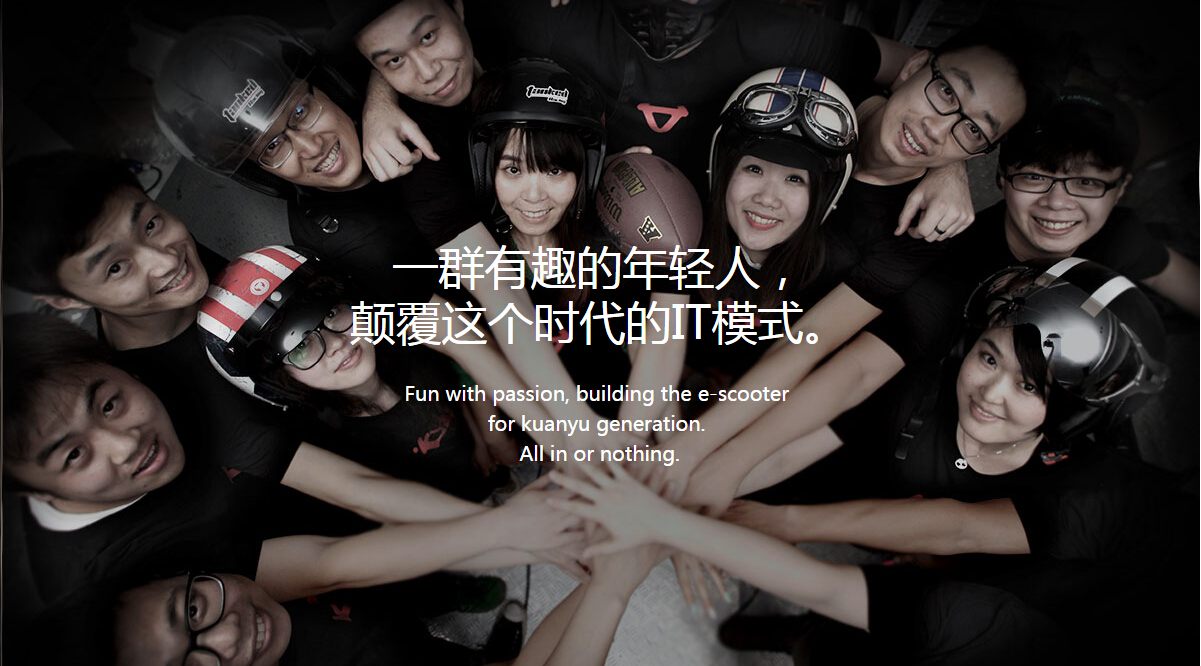 一群有趣的年轻人，
颠覆这个时代的IT模式。
Fun with passion, building the e-scooter
for kuanyu generation.
All in or nothing.